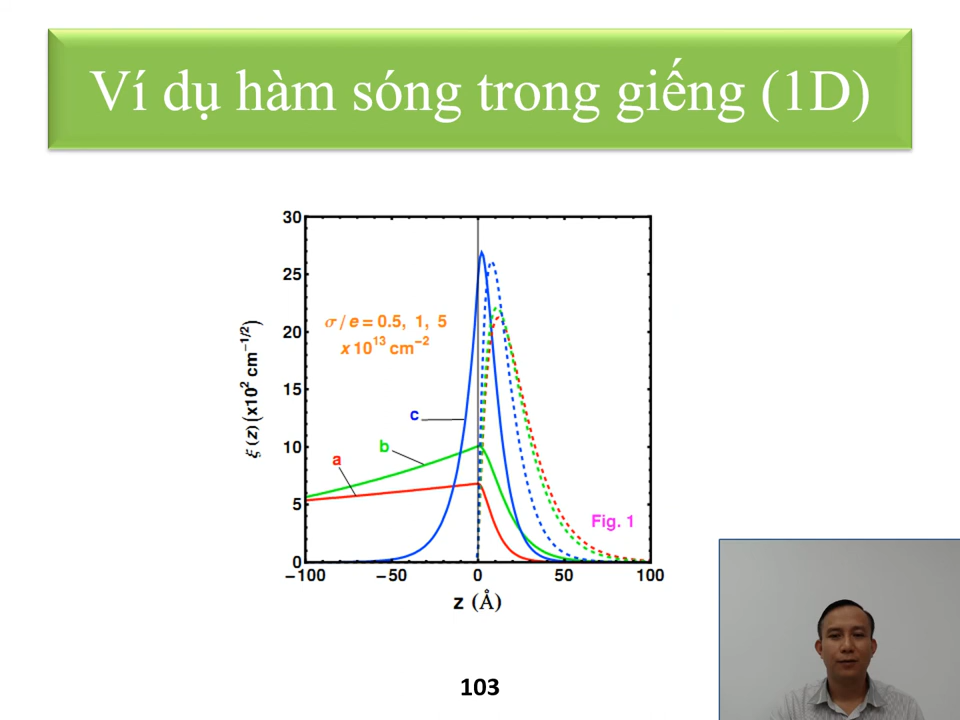 Ví dụ hàm sóng trong giếng (1D)
30
25
20
15
10
5
0
ξ (z) (x10² cm⁻¹/²)
σ / e = 0.5, 1, 5
x 10¹³ cm⁻²
c
b
a
Fig. 1
−100 −50 0 50 100
z (Å)
103